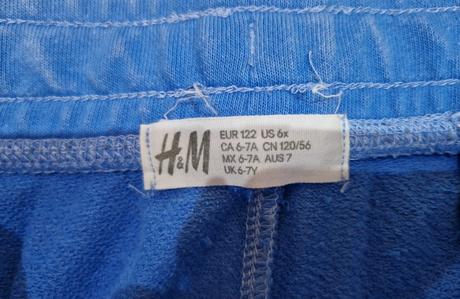 H&M
EUR 122 US 6x
CA 6-7A CN 120/56
MX 6-7A AUS 7
UK 6-7Y